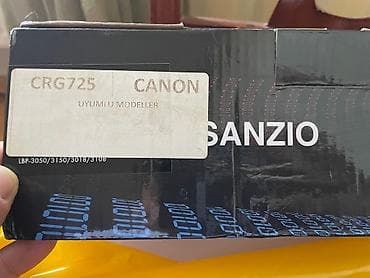 CRG725 CANON
UYUMLU MODELLER
SANZIO
LBP-3050/3150/3018/3108